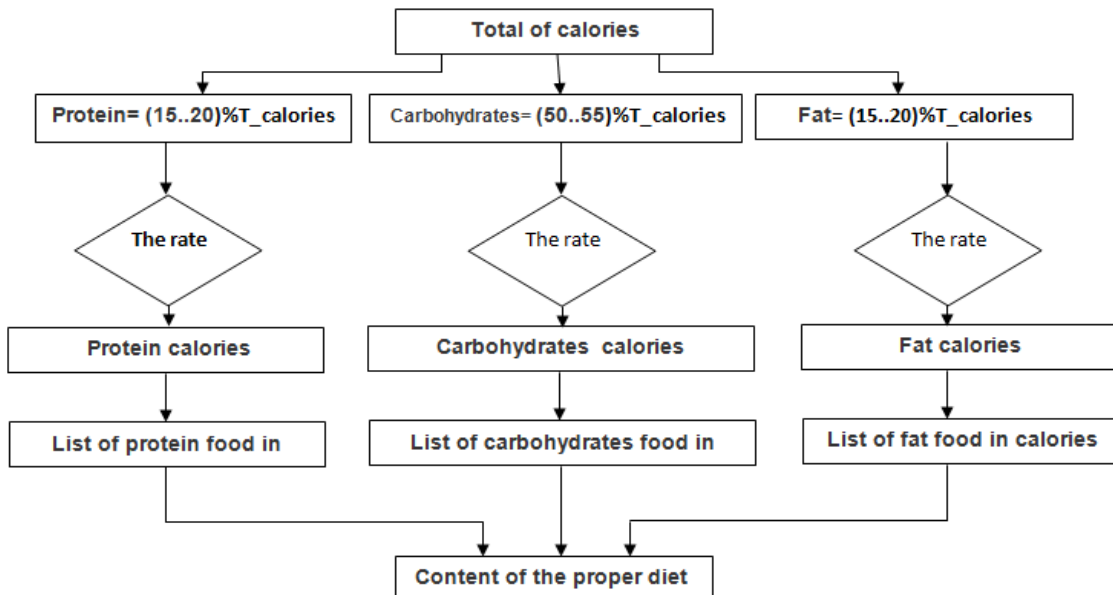 Total of calories
Protein= (15..20)%T_calories
Carbohydrates= (50..55)%T_calories
Fat= (15..20)%T_calories
The rate
The rate
The rate
Protein calories
Carbohydrates calories
Fat calories
List of protein food in
List of carbohydrates food in
List of fat food in calories
Content of the proper diet